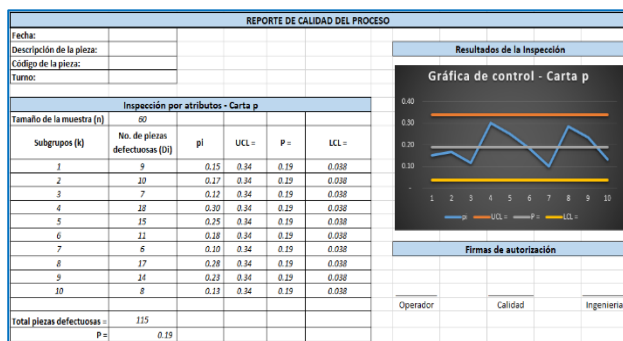 REPORTE DE CALIDAD DEL PROCESO
Fecha:
Descripción de la pieza:
Código de la pieza:
Turno:
Inspección por atributos - Carta p
Tamaño de la muestra (n) 60
Subgrupos (k) No. de piezas defectuosas (Di) pi UCL = P = LCL =
1 9 0.15 0.34 0.19 0.038
2 10 0.17 0.34 0.19 0.038
3 7 0.12 0.34 0.19 0.038
4 18 0.30 0.34 0.19 0.038
5 15 0.25 0.34 0.19 0.038
6 11 0.18 0.34 0.19 0.038
7 6 0.10 0.34 0.19 0.038
8 17 0.28 0.34 0.19 0.038
9 14 0.23 0.34 0.19 0.038
10 8 0.13 0.34 0.19 0.038
Total piezas defectuosas = 115
P = 0.19
Resultados de la Inspección
Gráfica de control - Carta p
0.40
0.30
0.20
0.10
-
1 2 3 4 5 6 7 8 9 10
pi UCL = P = LCL =
Firmas de autorización
Operador Calidad Ingenieria